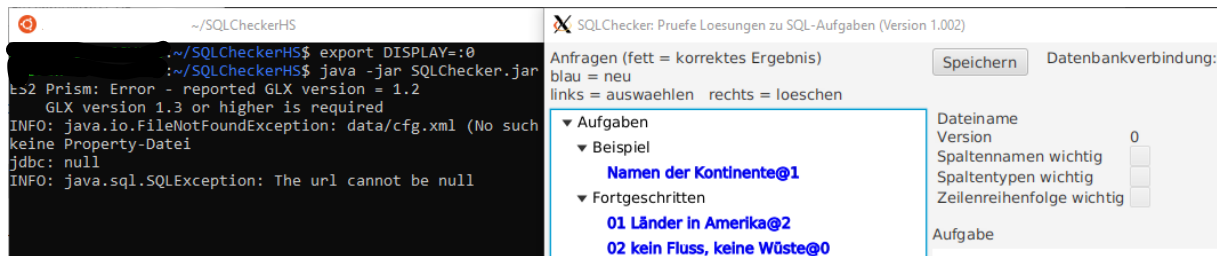 ~/SQLCheckerHS
:~/SQLCheckerHS$ export DISPLAY=:0
:~/SQLCheckerHS$ java -jar SQLChecker.jar
ES2 Prism: Error - reported GLX version = 1.2
GLX version 1.3 or higher is required
INFO: java.io.FileNotFoundException: data/cfg.xml (No such
keine Property-Datei
jdbc: null
INFO: java.sql.SQLException: The url cannot be null
SQLChecker: Pruefe Loesungen zu SQL-Aufgaben (Version 1.002)
Anfragen (fett = korrektes Ergebnis)
blau = neu
links = auswaehlen rechts = loeschen
Speichern
Datenbankverbindung:
Aufgaben
Beispiel
Namen der Kontinente@1
Fortgeschritten
01 Länder in Amerika@2
02 kein Fluss, keine Wüste@0
Dateiname
Version 0
Spaltennamen wichtig
Spaltentypen wichtig
Zeilenreihenfolge wichtig
Aufgabe